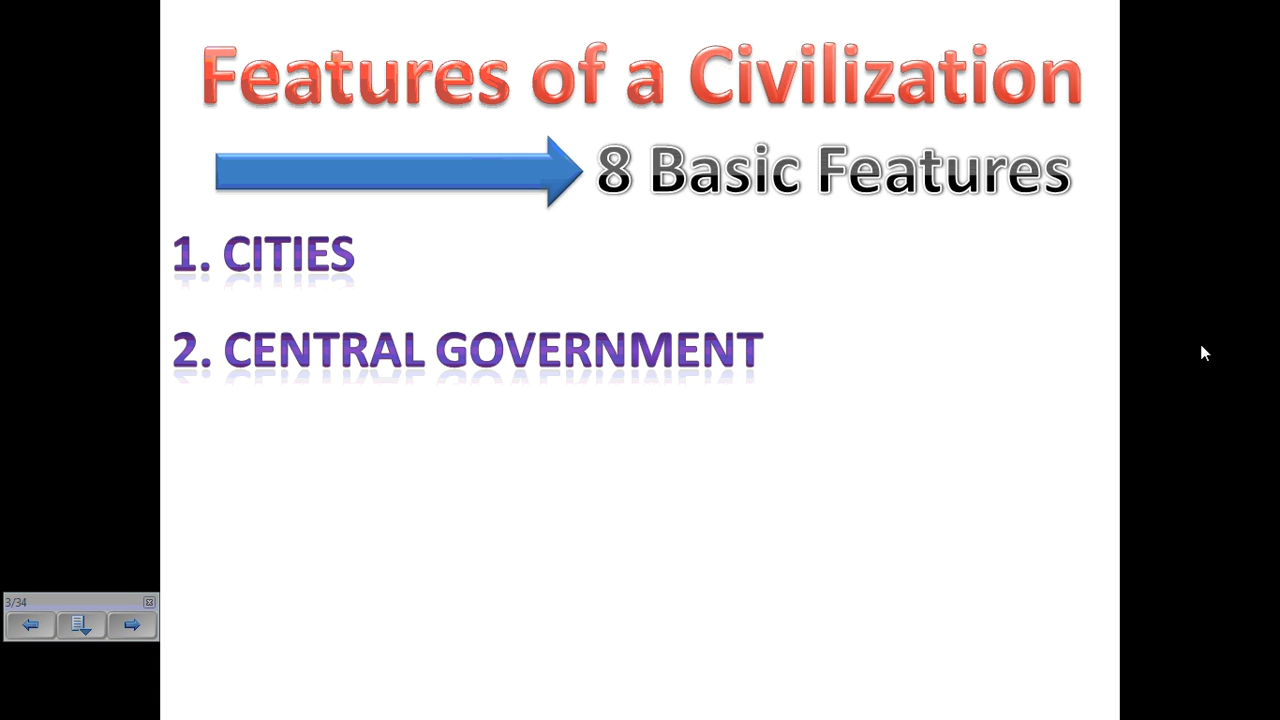 Features of a Civilization
8 Basic Features
1. CITIES
2. CENTRAL GOVERNMENT
3/34